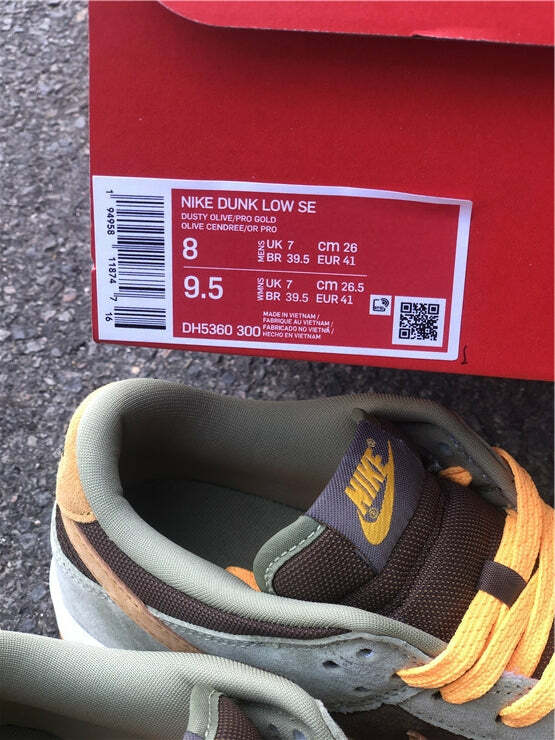 NIKE DUNK LOW SE
DUSTY OLIVE/PRO GOLD
OLIVE CENDREE/OR PRO
8 MENS UK 7 cm 26
BR 39.5 EUR 41
9.5 WMNS UK 7 cm 26.5
BR 39.5 EUR 41
DH5360 300
MADE IN VIETNAM /
FABRIQUE AU VIETNAM /
FABRICADO NO VIETNÃ /
HECHO EN VIETNAM
1 94958 11874 7
16
NIKE